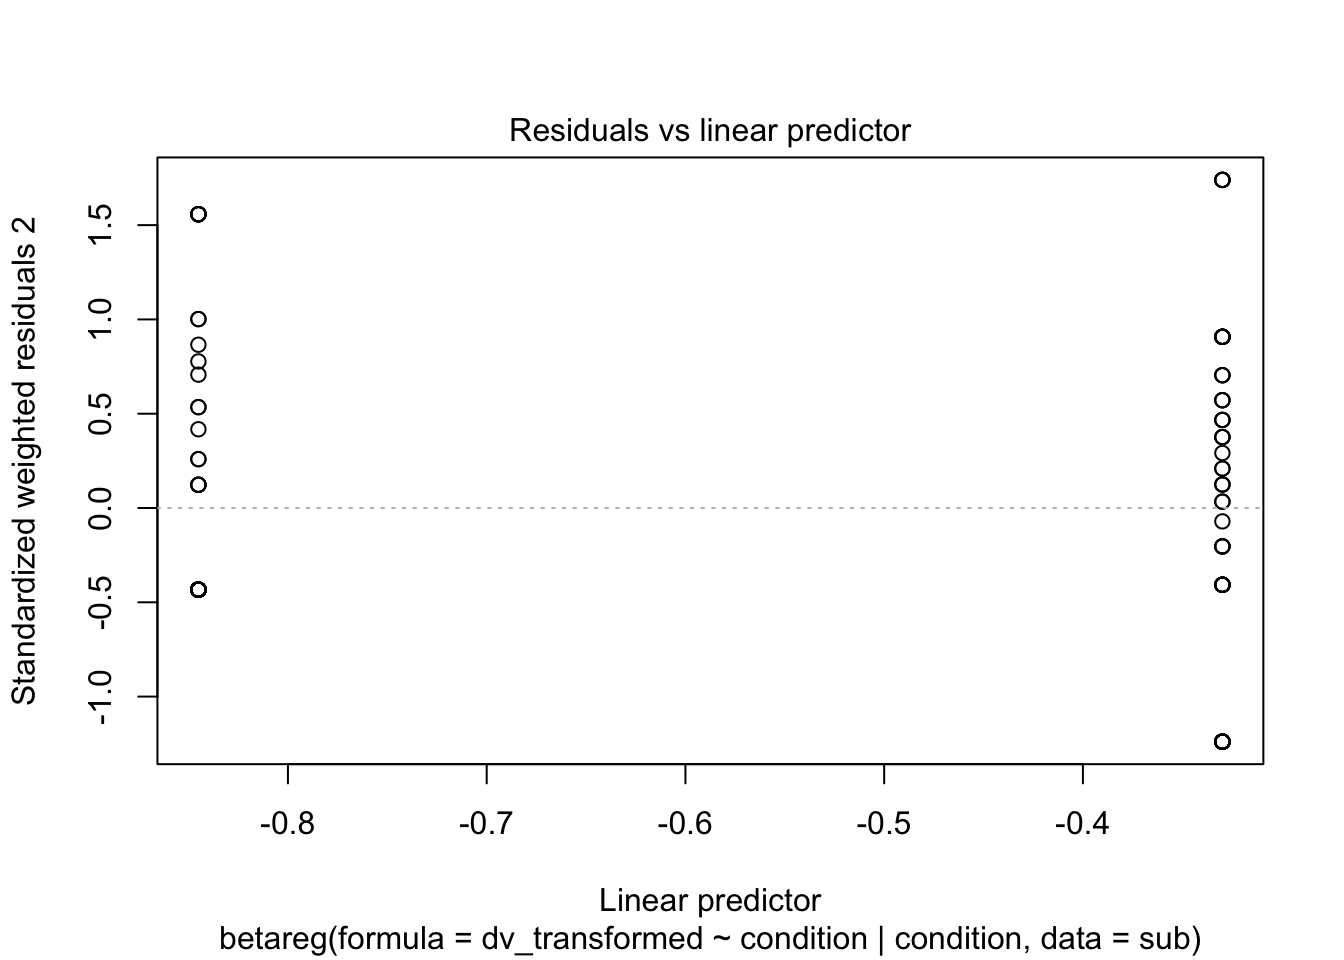 Residuals vs linear predictor
Standardized weighted residuals 2
1.5
1.0
0.5
0.0
-0.5
-1.0
-0.8 -0.7 -0.6 -0.5 -0.4
Linear predictor
betareg(formula = dv_transformed ~ condition | condition, data = sub)